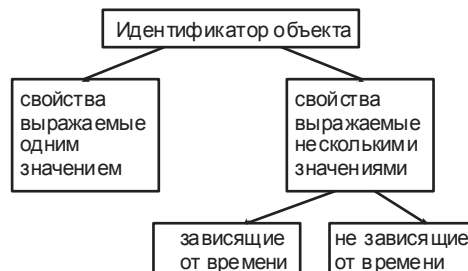 Идентификатор объекта
свойства
выражаемые
одним
значением
свойства
выражаемые
несколькими
значениями
зависящие
от времени
не зависящие
от времени